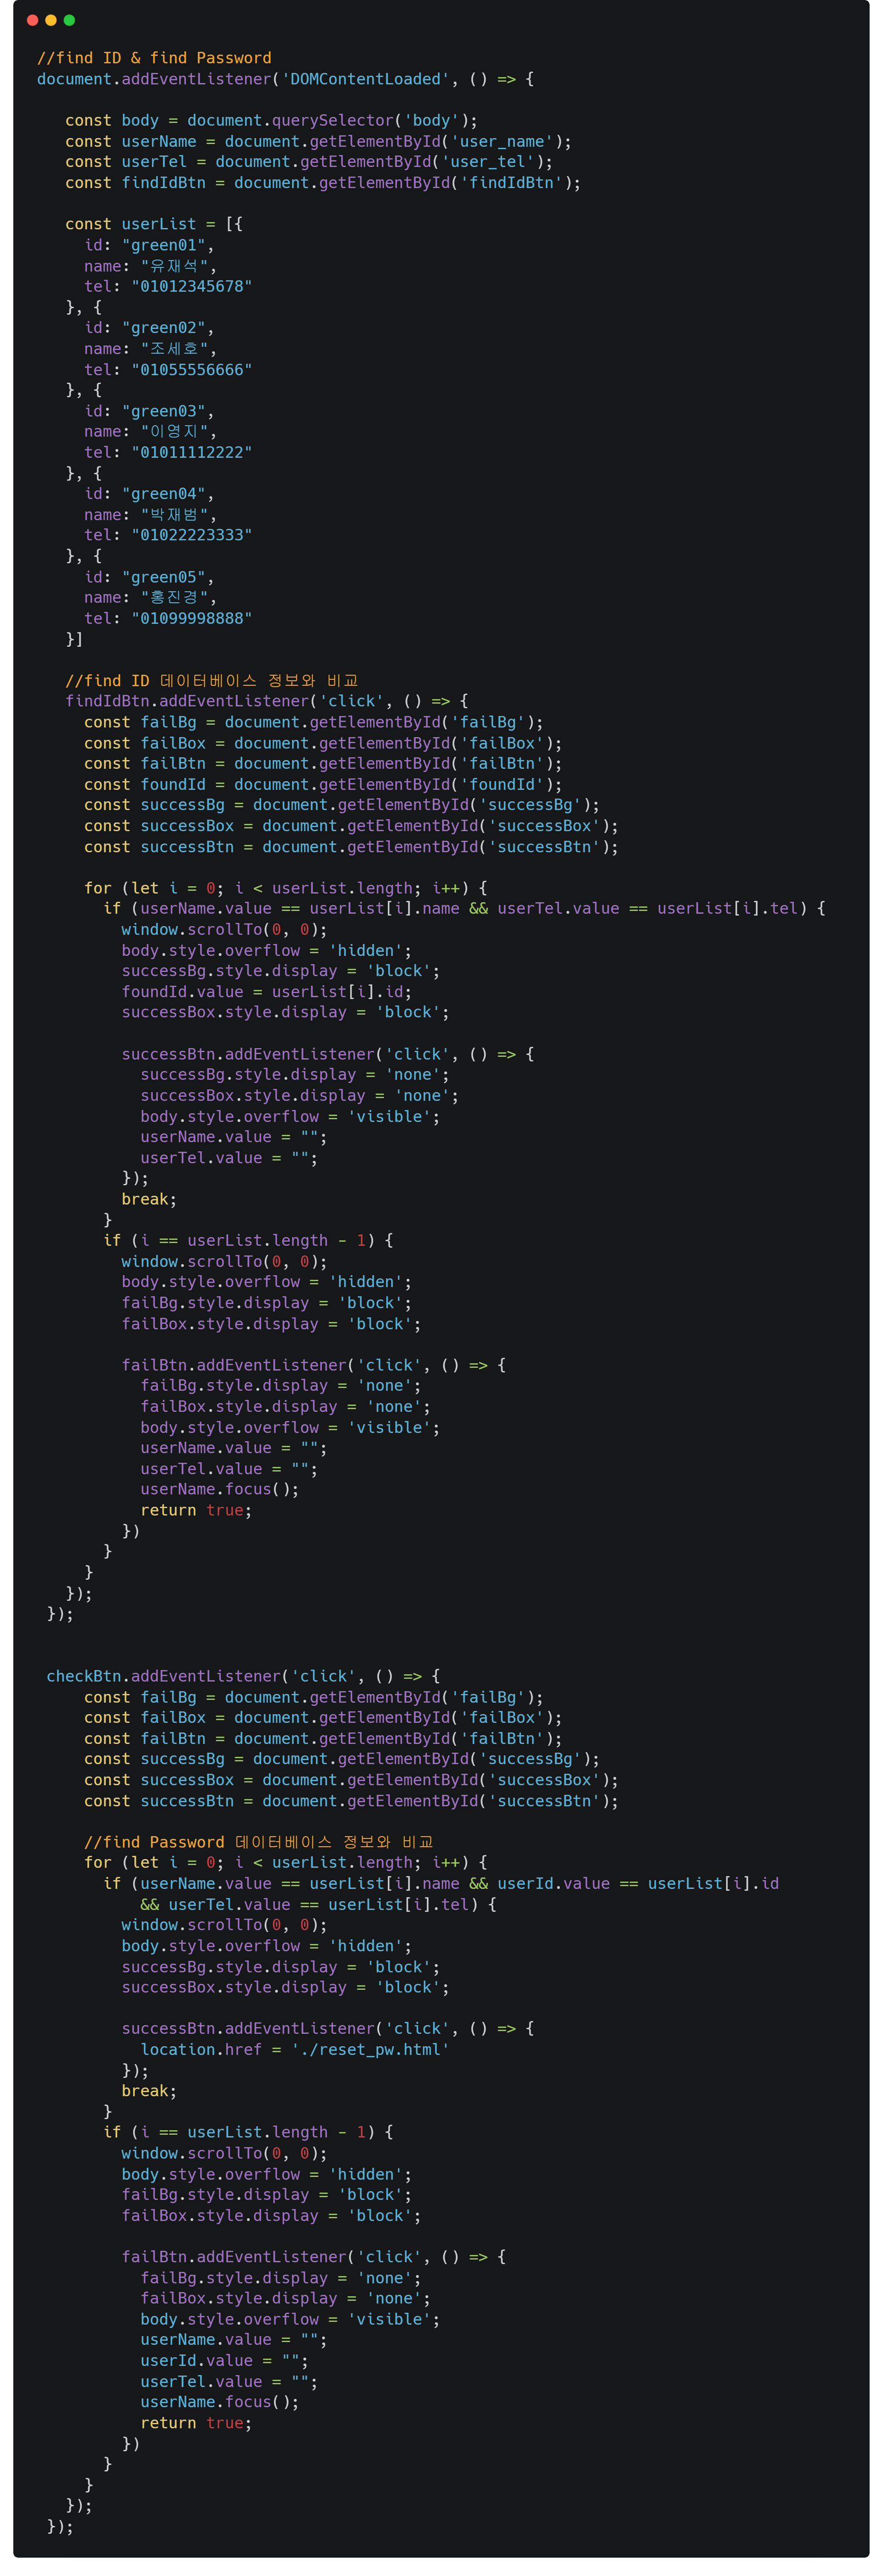 //find ID & find Password
document.addEventListener('DOMContentLoaded', () => {
const body = document.querySelector('body');
const userName = document.getElementById('user_name');
const userTel = document.getElementById('user_tel');
const findIdBtn = document.getElementById('findIdBtn');
const userList = [{
id: "green01",
name: "유재석",
tel: "01012345678"
}, {
id: "green02",
name: "조세호",
tel: "01055556666"
}, {
id: "green03",
name: "이영지",
tel: "01011112222"
}, {
id: "green04",
name: "박재범",
tel: "01022223333"
}, {
id: "green05",
name: "홍진경",
tel: "01099998888"
}]
//find ID 데이터베이스 정보와 비교
findIdBtn.addEventListener('click', () => {
const failBg = document.getElementById('failBg');
const failBox = document.getElementById('failBox');
const failBtn = document.getElementById('failBtn');
const foundId = document.getElementById('foundId');
const successBg = document.getElementById('successBg');
const successBox = document.getElementById('successBox');
const successBtn = document.getElementById('successBtn');
for (let i = 0; i < userList.length; i++) {
if (userName.value == userList[i].name && userTel.value == userList[i].tel) {
window.scrollTo(0, 0);
body.style.overflow = 'hidden';
successBg.style.display = 'block';
foundId.value = userList[i].id;
successBox.style.display = 'block';
successBtn.addEventListener('click', () => {
successBg.style.display = 'none';
successBox.style.display = 'none';
body.style.overflow = 'visible';
userName.value = "";
userTel.value = "";
});
break;
}
if (i == userList.length - 1) {
window.scrollTo(0, 0);
body.style.overflow = 'hidden';
failBg.style.display = 'block';
failBox.style.display = 'block';
failBtn.addEventListener('click', () => {
failBg.style.display = 'none';
failBox.style.display = 'none';
body.style.overflow = 'visible';
userName.value = "";
userTel.value = "";
userName.focus();
return true;
})
}
}
});
});
checkBtn.addEventListener('click', () => {
const failBg = document.getElementById('failBg');
const failBox = document.getElementById('failBox');
const failBtn = document.getElementById('failBtn');
const successBg = document.getElementById('successBg');
const successBox = document.getElementById('successBox');
const successBtn = document.getElementById('successBtn');
//find Password 데이터베이스 정보와 비교
for (let i = 0; i < userList.length; i++) {
if (userName.value == userList[i].name && userId.value == userList[i].id
&& userTel.value == userList[i].tel) {
window.scrollTo(0, 0);
body.style.overflow = 'hidden';
successBg.style.display = 'block';
successBox.style.display = 'block';
successBtn.addEventListener('click', () => {
location.href = './reset_pw.html'
});
break;
}
if (i == userList.length - 1) {
window.scrollTo(0, 0);
body.style.overflow = 'hidden';
failBg.style.display = 'block';
failBox.style.display = 'block';
failBtn.addEventListener('click', () => {
failBg.style.display = 'none';
failBox.style.display = 'none';
body.style.overflow = 'visible';
userName.value = "";
userId.value = "";
userTel.value = "";
userName.focus();
return true;
})
}
}
});
});